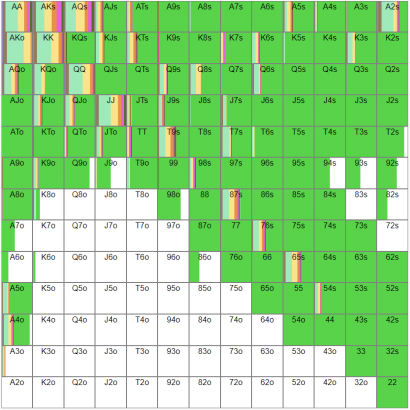 AA AKs AQs AJs ATs A9s A8s A7s A6s A5s A4s A3s A2s
AKo KK KQs KJs KTs K9s K8s K7s K6s K5s K4s K3s K2s
AQo KQo QQ QJs QTs Q9s Q8s Q7s Q6s Q5s Q4s Q3s Q2s
AJo KJo QJo JJ JTs J9s J8s J7s J6s J5s J4s J3s J2s
ATo KTo QTo JTo TT T9s T8s T7s T6s T5s T4s T3s T2s
A9o K9o Q9o J9o T9o 99 98s 97s 96s 95s 94s 93s 92s
A8o K8o Q8o J8o T8o 98o 88 87s 86s 85s 84s 83s 82s
A7o K7o Q7o J7o T7o 97o 87o 77 76s 75s 74s 73s 72s
A6o K6o Q6o J6o T6o 96o 86o 76o 66 65s 64s 63s 62s
A5o K5o Q5o J5o T5o 95o 85o 75o 65o 55 54s 53s 52s
A4o K4o Q4o J4o T4o 94o 84o 74o 64o 54o 44 43s 42s
A3o K3o Q3o J3o T3o 93o 83o 73o 63o 53o 43o 33 32s
A2o K2o Q2o J2o T2o 92o 82o 72o 62o 52o 42o 32o 22